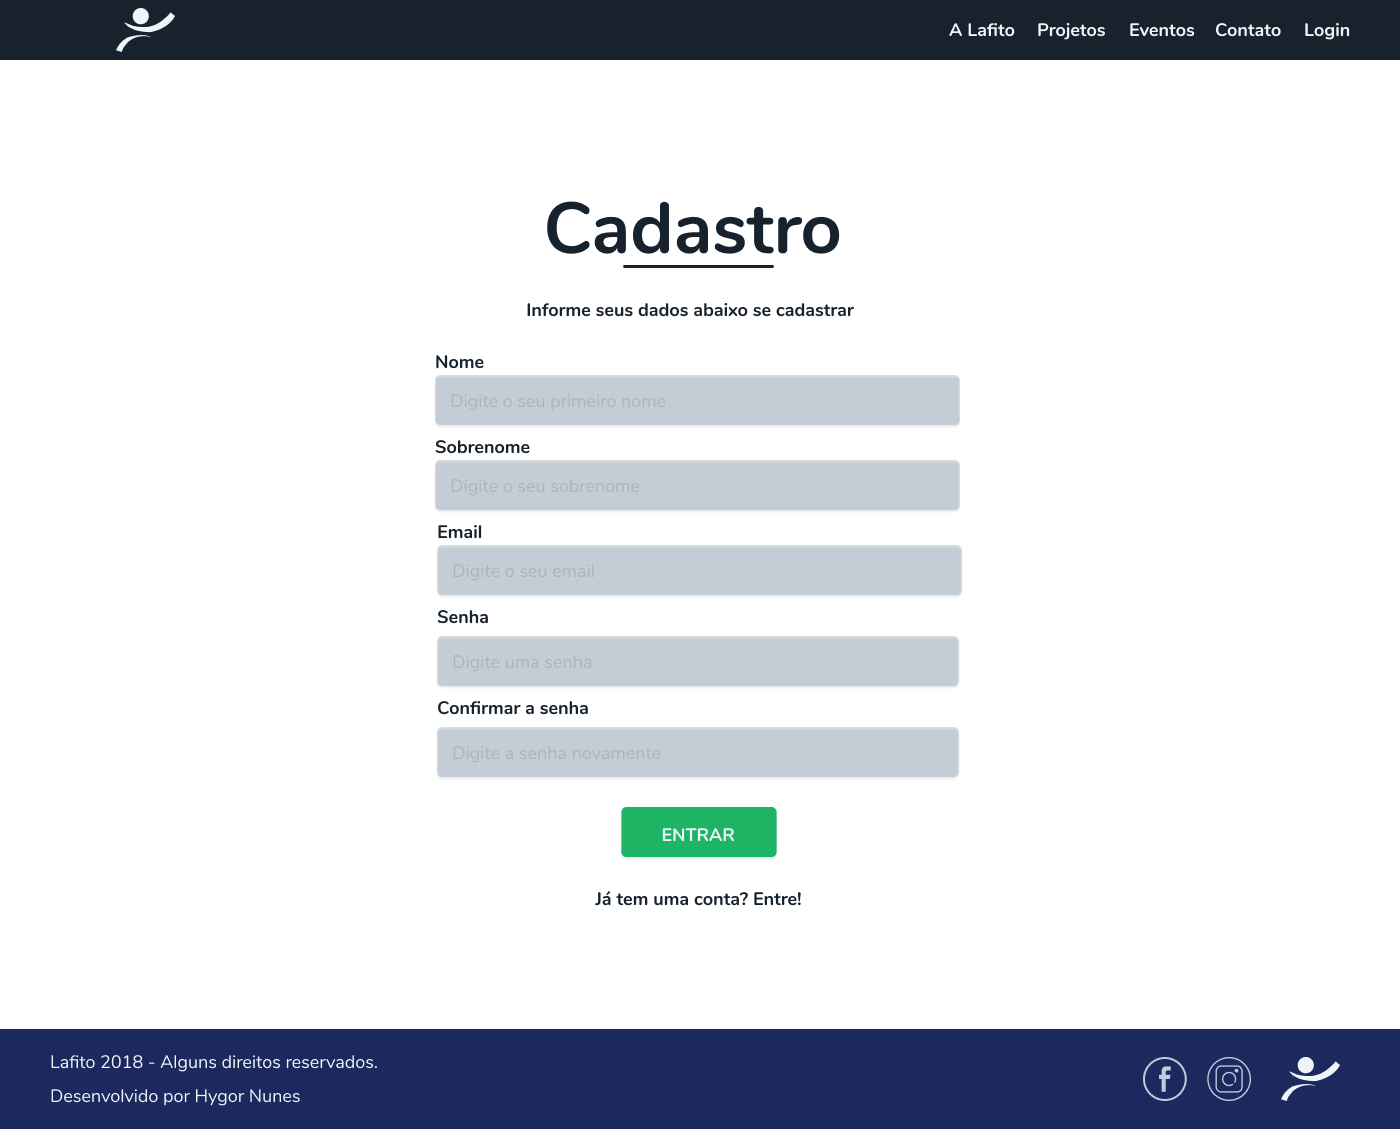 A Lafito Projetos Eventos Contato Login
Cadastro
Informe seus dados abaixo se cadastrar
Nome
Digite o seu primeiro nome
Sobrenome
Digite o seu sobrenome
Email
Digite o seu email
Senha
Digite uma senha
Confirmar a senha
Digite a senha novamente
ENTRAR
Já tem uma conta? Entre!
Lafito 2018 - Alguns direitos reservados.
Desenvolvido por Hygor Nunes